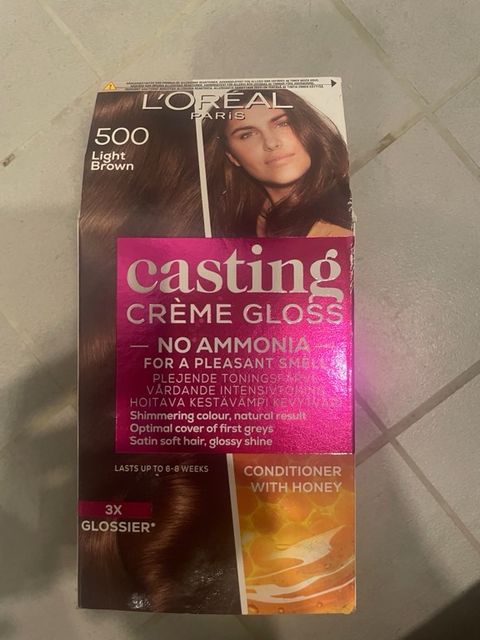 L'ORÉAL
PARIS
500
Light
Brown
casting
CRÈME GLOSS
NO AMMONIA
FOR A PLEASANT SMELL
PLEJENDE TONINGSFARVE
VÅRDANDE INTENSIVTONING
HOITAVA KESTÄVÄMPI KEVYTVÄRI
Shimmering colour, natural result
Optimal cover of first greys
Satin soft hair, glossy shine
LASTS UP TO 6-8 WEEKS
CONDITIONER
WITH HONEY
3X
GLOSSIER*